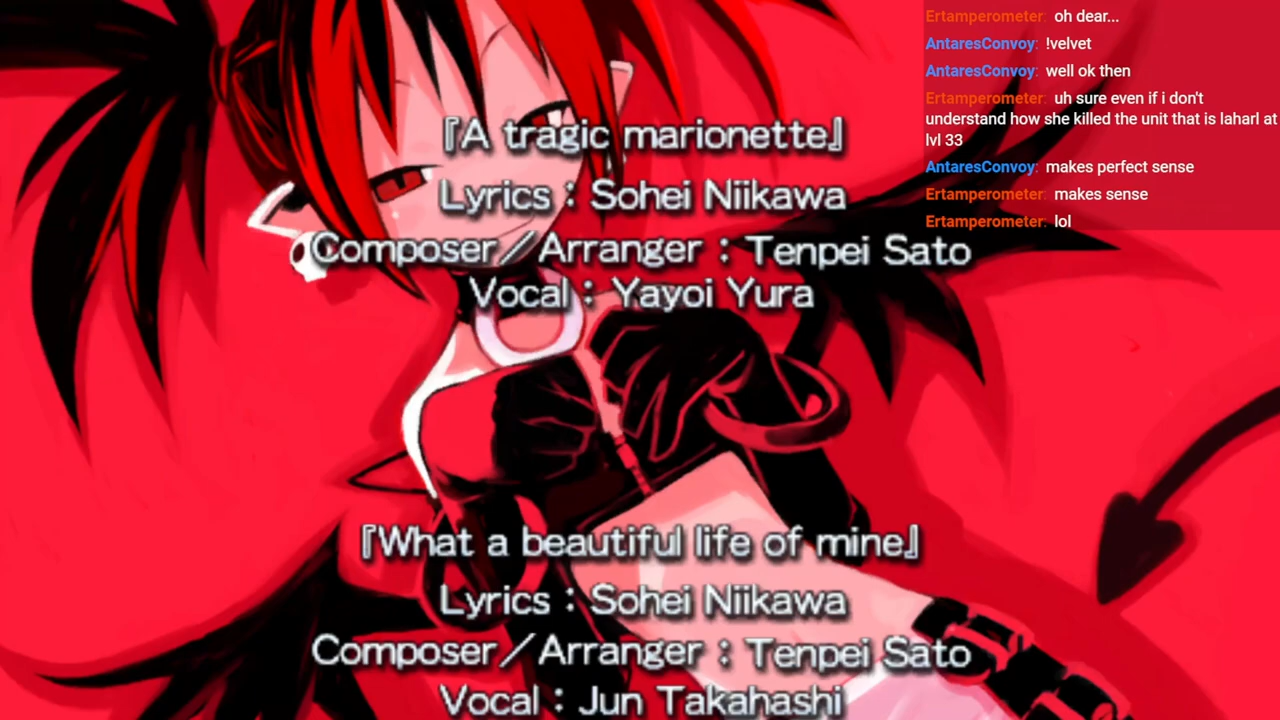 『A tragic marionette』
Lyrics : Sohei Niikawa
Composer／Arranger : Tenpei Sato
Vocal : Yayoi Yura
『What a beautiful life of mine』
Lyrics : Sohei Niikawa
Composer／Arranger : Tenpei Sato
Vocal : Jun Takahashi
Ertamperometer: oh dear...
AntaresConvoy: !velvet
AntaresConvoy: well ok then
Ertamperometer: uh sure even if i don't
understand how she killed the unit that is laharl at
lvl 33
AntaresConvoy: makes perfect sense
Ertamperometer: makes sense
Ertamperometer: lol